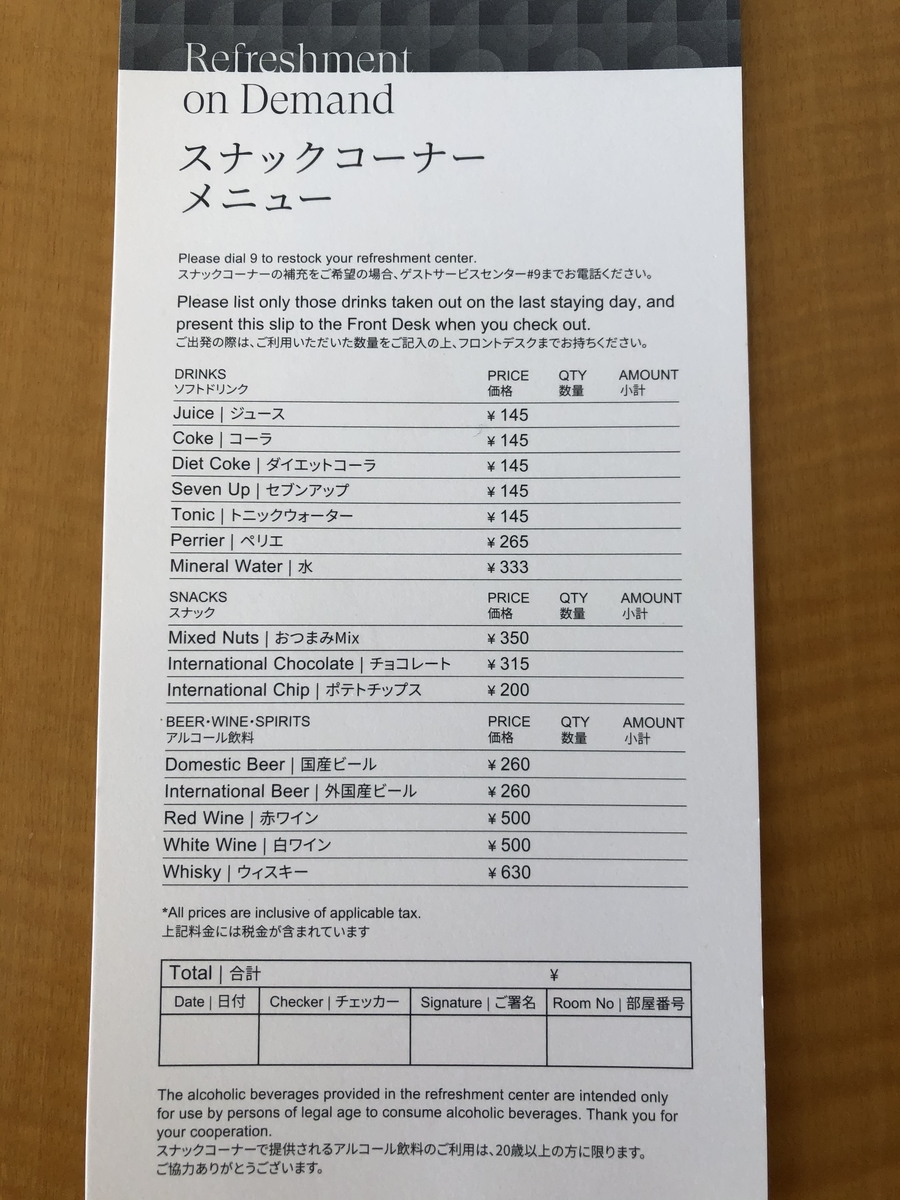 Refreshment
on Demand
スナックコーナー
メニュー
Please dial 9 to restock your refreshment center.
スナックコーナーの補充をご希望の場合、ゲストサービスセンター#9までお電話ください。
Please list only those drinks taken out on the last staying day, and
present this slip to the Front Desk when you check out.
ご出発の際は、ご利用いただいた数量をご記入の上、フロントデスクまでお持ちください。
DRINKS PRICE QTY AMOUNT
ソフトドリンク 価格 数量 小計
Juice | ジュース ¥ 145
Coke | コーラ ¥ 145
Diet Coke | ダイエットコーラ ¥ 145
Seven Up | セブンアップ ¥ 145
Tonic | トニックウォーター ¥ 145
Perrier | ペリエ ¥ 265
Mineral Water | 水 ¥ 333
SNACKS PRICE QTY AMOUNT
スナック 価格 数量 小計
Mixed Nuts | おつまみMix ¥ 350
International Chocolate | チョコレート ¥ 315
International Chip | ポテトチップス ¥ 200
BEER・WINE・SPIRITS PRICE QTY AMOUNT
アルコール飲料 価格 数量 小計
Domestic Beer | 国産ビール ¥ 260
International Beer | 外国産ビール ¥ 260
Red Wine | 赤ワイン ¥ 500
White Wine | 白ワイン ¥ 500
Whisky | ウィスキー ¥ 630
*All prices are inclusive of applicable tax.
上記料金には税金が含まれています
Total | 合計 ¥
Date | 日付 Checker | チェッカー Signature | ご署名 Room No | 部屋番号
The alcoholic beverages provided in the refreshment center are intended only
for use by persons of legal age to consume alcoholic beverages. Thank you for
your cooperation.
スナックコーナーで提供されるアルコール飲料のご利用は、20歳以上の方に限ります。
ご協力ありがとうございます。